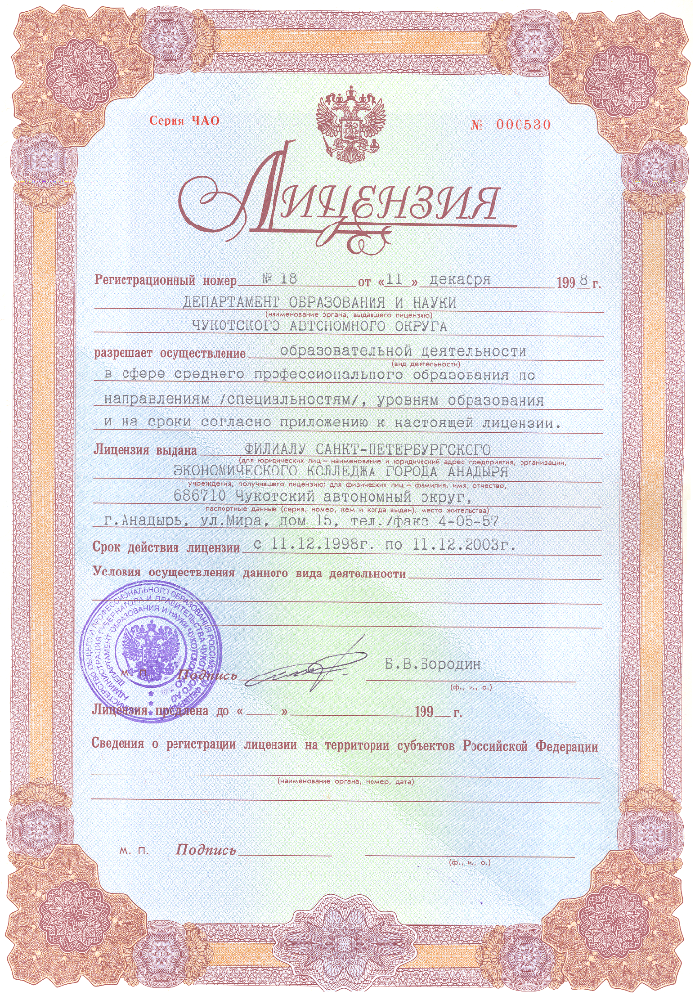 Серия ЧАО
№ 000530
Лицензия
Регистрационный номер № 18 от «11» декабря 1998 г.
ДЕПАРТАМЕНТ ОБРАЗОВАНИЯ И НАУКИ
(наименование органа, выдавшего лицензию)
ЧУКОТСКОГО АВТОНОМНОГО ОКРУГА
разрешает осуществление образовательной деятельности
(вид деятельности)
в сфере среднего профессионального образования по
направлениям /специальностям/, уровням образования
и на сроки согласно приложению к настоящей лицензии.
Лицензия выдана ФИЛИАЛУ САНКТ-ПЕТЕРБУРГСКОГО
(для юридических лиц – наименование и юридический адрес предприятия, организации,
ЭКОНОМИЧЕСКОГО КОЛЛЕДЖА ГОРОДА АНАДЫРЯ
учреждения, получившего лицензию; для физических лиц – фамилия, имя, отчество,
686710 Чукотский автономный округ,
паспортные данные (серия, номер, кем и когда выдан), место жительства)
г.Анадырь, ул.Мира, дом 15, тел./факс 4-05-57
Срок действия лицензии с 11.12.1998г. по 11.12.2003г.
Условия осуществления данного вида деятельности
М. П. Подпись Б.В.Бородин
(ф., и., о.)
Лицензия продлена до « » 199 г.
Сведения о регистрации лицензии на территории субъектов Российской Федерации
(наименование органа, номер, дата)
М. П. Подпись
(ф., и., о.)